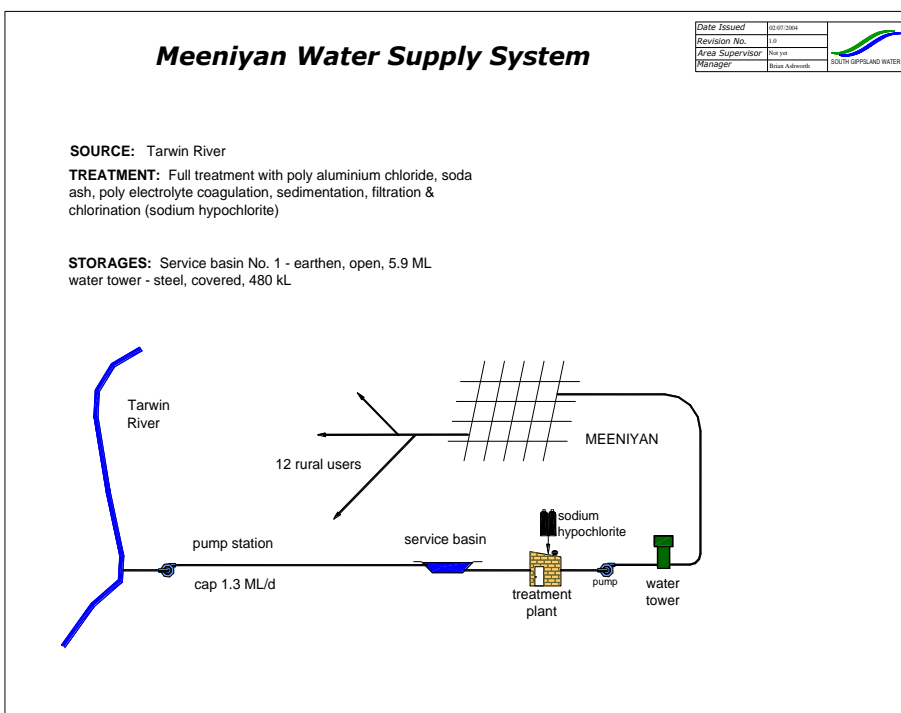 Meeniyan Water Supply System
Date Issued 02/07/2004
Revision No. 1.0
Area Supervisor Not yet
Manager Brian Ashworth
SOUTH GIPPSLAND WATER
SOURCE: Tarwin River
TREATMENT: Full treatment with poly aluminium chloride, soda
ash, poly electrolyte coagulation, sedimentation, filtration &
chlorination (sodium hypochlorite)
STORAGES: Service basin No. 1 - earthen, open, 5.9 ML
water tower - steel, covered, 480 kL
Tarwin
River
MEENIYAN
12 rural users
sodium
hypochlorite
pump station
service basin
cap 1.3 ML/d
treatment
plant
pump
water
tower